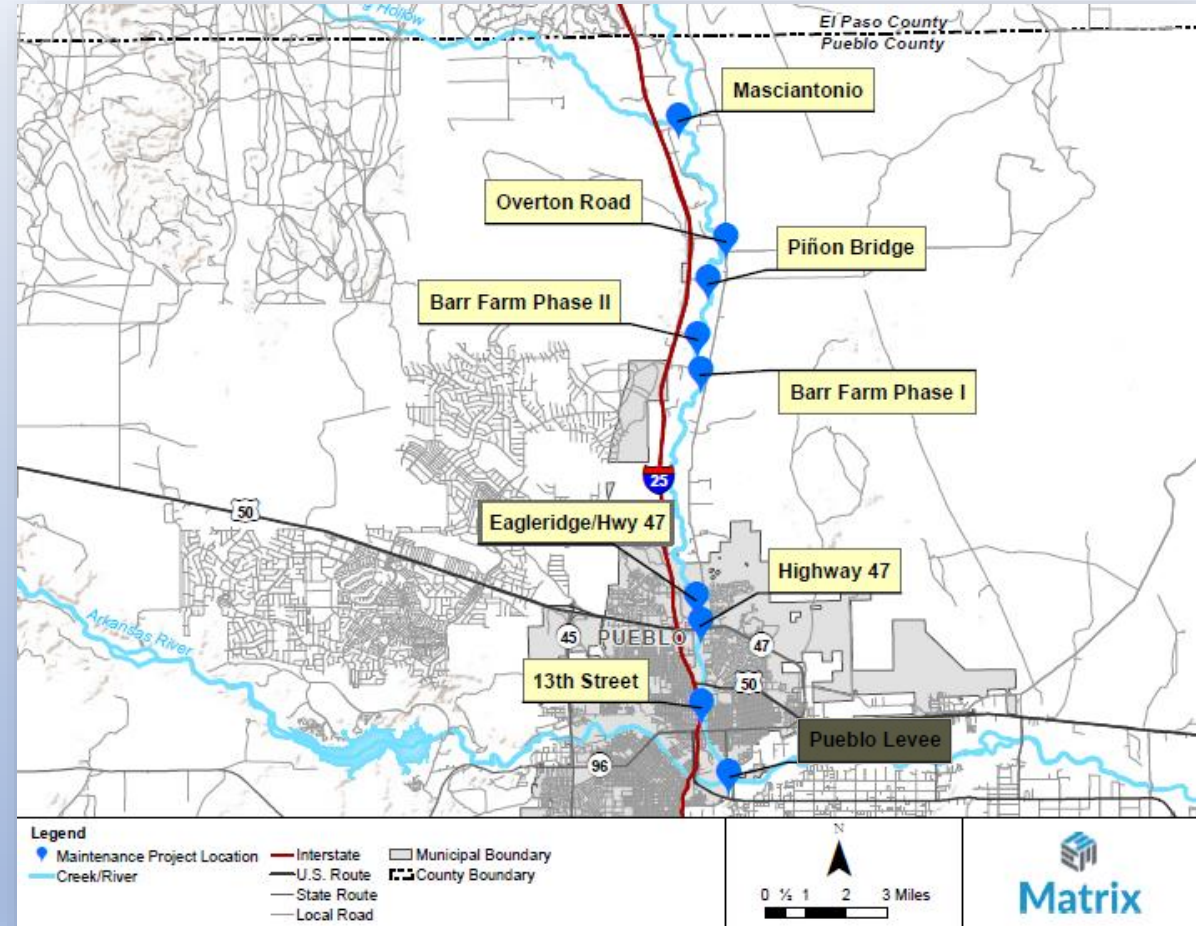 g Hollow
El Paso County
Pueblo County
Masciantonio
Overton Road
Piñon Bridge
Barr Farm Phase II
Barr Farm Phase I
25
50
Eagleridge/Hwy 47
Highway 47
Arkansas River
45
PUEBLO
47
13th Street
50
Pueblo Levee
96
Legend
Maintenance Project Location
Creek/River
Interstate
U.S. Route
State Route
Local Road
Municipal Boundary
County Boundary
N
0 ½ 1 2 3 Miles
Matrix